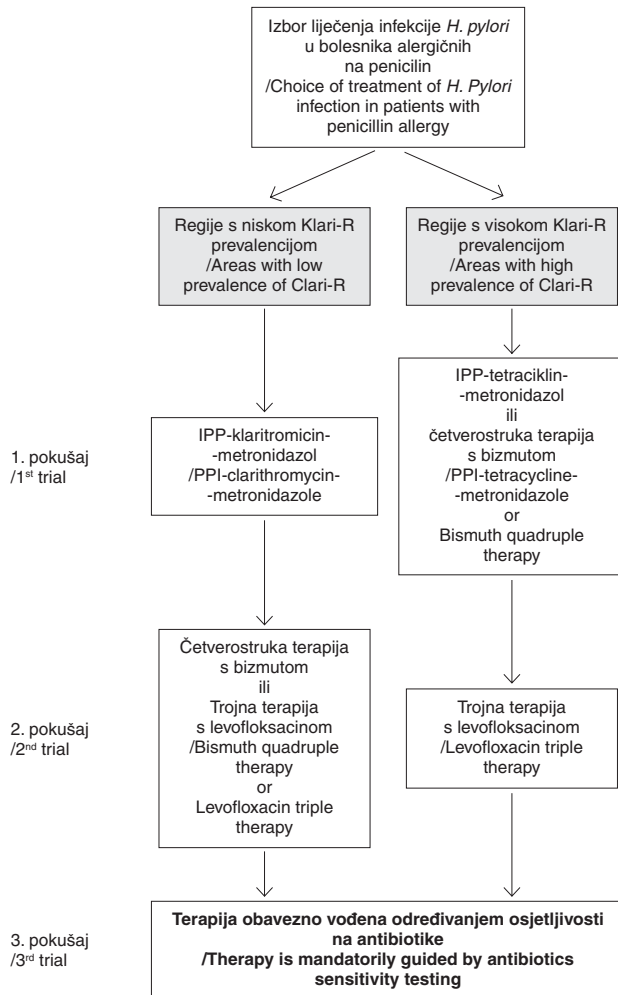 Izbor liječenja infekcije H. pylori
u bolesnika alergičnih
na penicilin
/Choice of treatment of H. Pylori
infection in patients with
penicillin allergy
Regije s niskom Klari-R
prevalencijom
/Areas with low
prevalence of Clari-R
Regije s visokom Klari-R
prevalencijom
/Areas with high
prevalence of Clari-R
1. pokušaj
/1st trial
IPP-klaritromicin-
-metronidazol
/PPI-clarithromycin-
-metronidazole
IPP-tetraciklin-
-metronidazol
ili
četverostruka terapija
s bizmutom
/PPI-tetracycline-
-metronidazole
or
Bismuth quadruple
therapy
2. pokušaj
/2nd trial
Četverostruka terapija
s bizmutom
ili
Trojna terapija
s levofloksacinom
/Bismuth quadruple
therapy
or
Levofloxacin triple
therapy
Trojna terapija
s levofloksacinom
/Levofloxacin triple
therapy
3. pokušaj
/3rd trial
Terapija obavezno vođena određivanjem osjetljivosti
na antibiotike
/Therapy is mandatorily guided by antibiotics
sensitivity testing